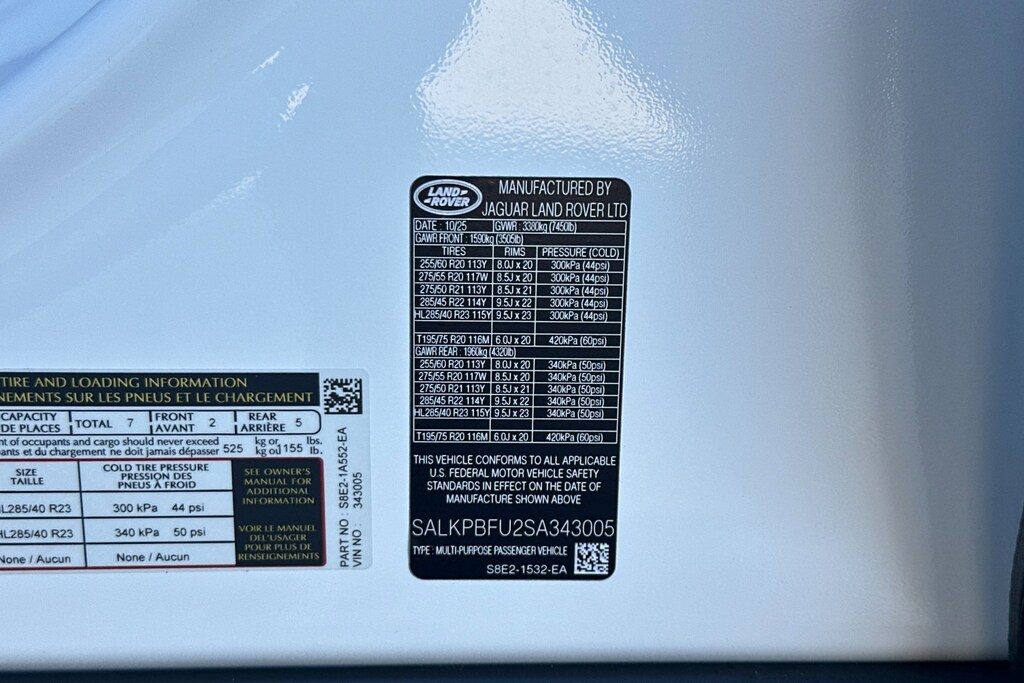 LAND ROVER
MANUFACTURED BY
JAGUAR LAND ROVER LTD
DATE : 10/25 GVWR : 3380kg (7450lb)
GAWR FRONT : 1590kg (3505lb)
TIRES RIMS PRESSURE (COLD)
255/60 R20 113Y 8.0J x 20 300kPa (44psi)
275/55 R20 117W 8.5J x 20 300kPa (44psi)
275/50 R21 113Y 8.5J x 21 300kPa (44psi)
285/45 R22 114Y 9.5J x 22 300kPa (44psi)
HL285/40 R23 115Y 9.5J x 23 300kPa (44psi)
T195/75 R20 116M 6.0J x 20 420kPa (60psi)
GAWR REAR : 1960kg (4320lb)
255/60 R20 113Y 8.0J x 20 340kPa (50psi)
275/55 R20 117W 8.5J x 20 340kPa (50psi)
275/50 R21 113Y 8.5J x 21 340kPa (50psi)
285/45 R22 114Y 9.5J x 22 340kPa (50psi)
HL285/40 R23 115Y 9.5J x 23 340kPa (50psi)
T195/75 R20 116M 6.0J x 20 420kPa (60psi)
THIS VEHICLE CONFORMS TO ALL APPLICABLE
U.S. FEDERAL MOTOR VEHICLE SAFETY
STANDARDS IN EFFECT ON THE DATE OF
MANUFACTURE SHOWN ABOVE
SALKPBFU2SA343005
TYPE : MULTI-PURPOSE PASSENGER VEHICLE
S8E2-1532-EA
TIRE AND LOADING INFORMATION
NEMENTS SUR LES PNEUS ET LE CHARGEMENT
CAPACITY TOTAL 7 FRONT 2 REAR 5
DE PLACES AVANT ARRIÈRE
nt of occupants and cargo should never exceed 525 kg or 1155 lbs.
ants et du chargement ne doit jamais dépasser kg ou lb.
SIZE
TAILLE
COLD TIRE PRESSURE
PRESSION DES
PNEUS À FROID
HL285/40 R23 300 kPa 44 psi
HL285/40 R23 340 kPa 50 psi
None / Aucun None / Aucun
SEE OWNER'S
MANUAL FOR
ADDITIONAL
INFORMATION
VOIR LE MANUEL
DEL'USAGER
POUR PLUS DE
RENSEIGNEMENTS
PART NO : S8E2-1A552-EA
VIN NO : 343005